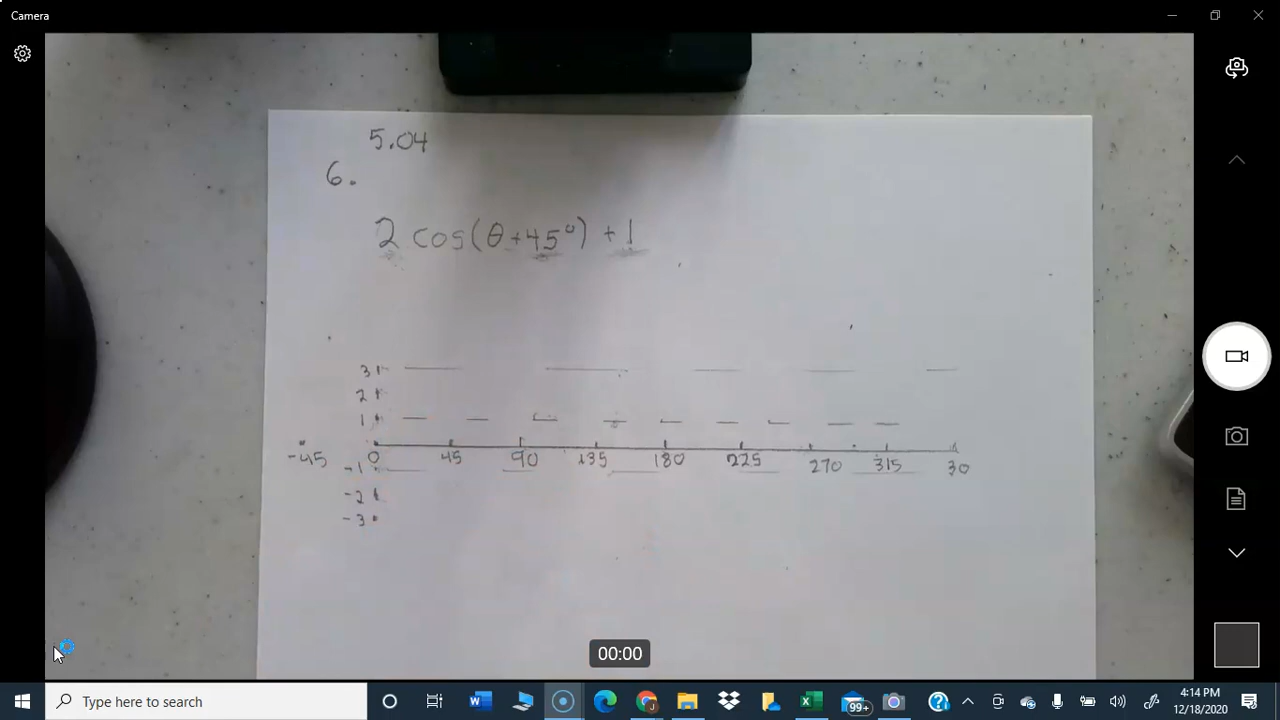 Camera
5.04
6.
2 cos(θ+45°) +1
3
2
1
-45 0 45 90 135 180 225 270 315 30
-1
-2
-3
00:00
Type here to search
99+
4:14 PM
12/18/2020